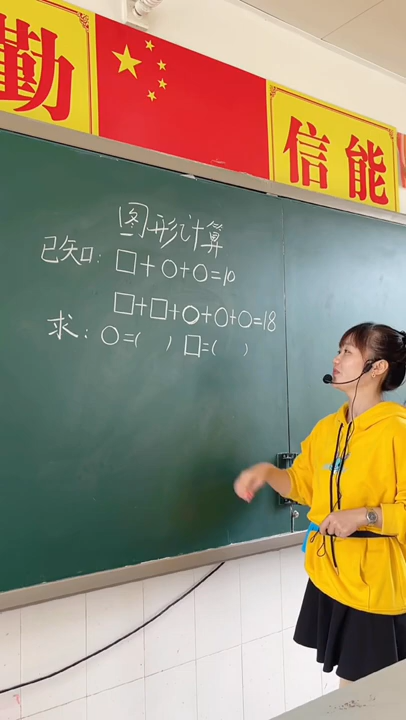 勤
信能
图形计算
已知：□+○+○=10
□+□+○+○+○=18
求：○=(　) □=(　)